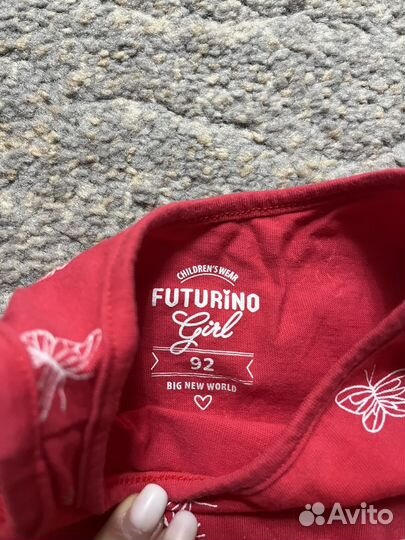 CHILDREN'S WEAR
FUTURINO
Girl
92
BIG NEW WORLD
Avito